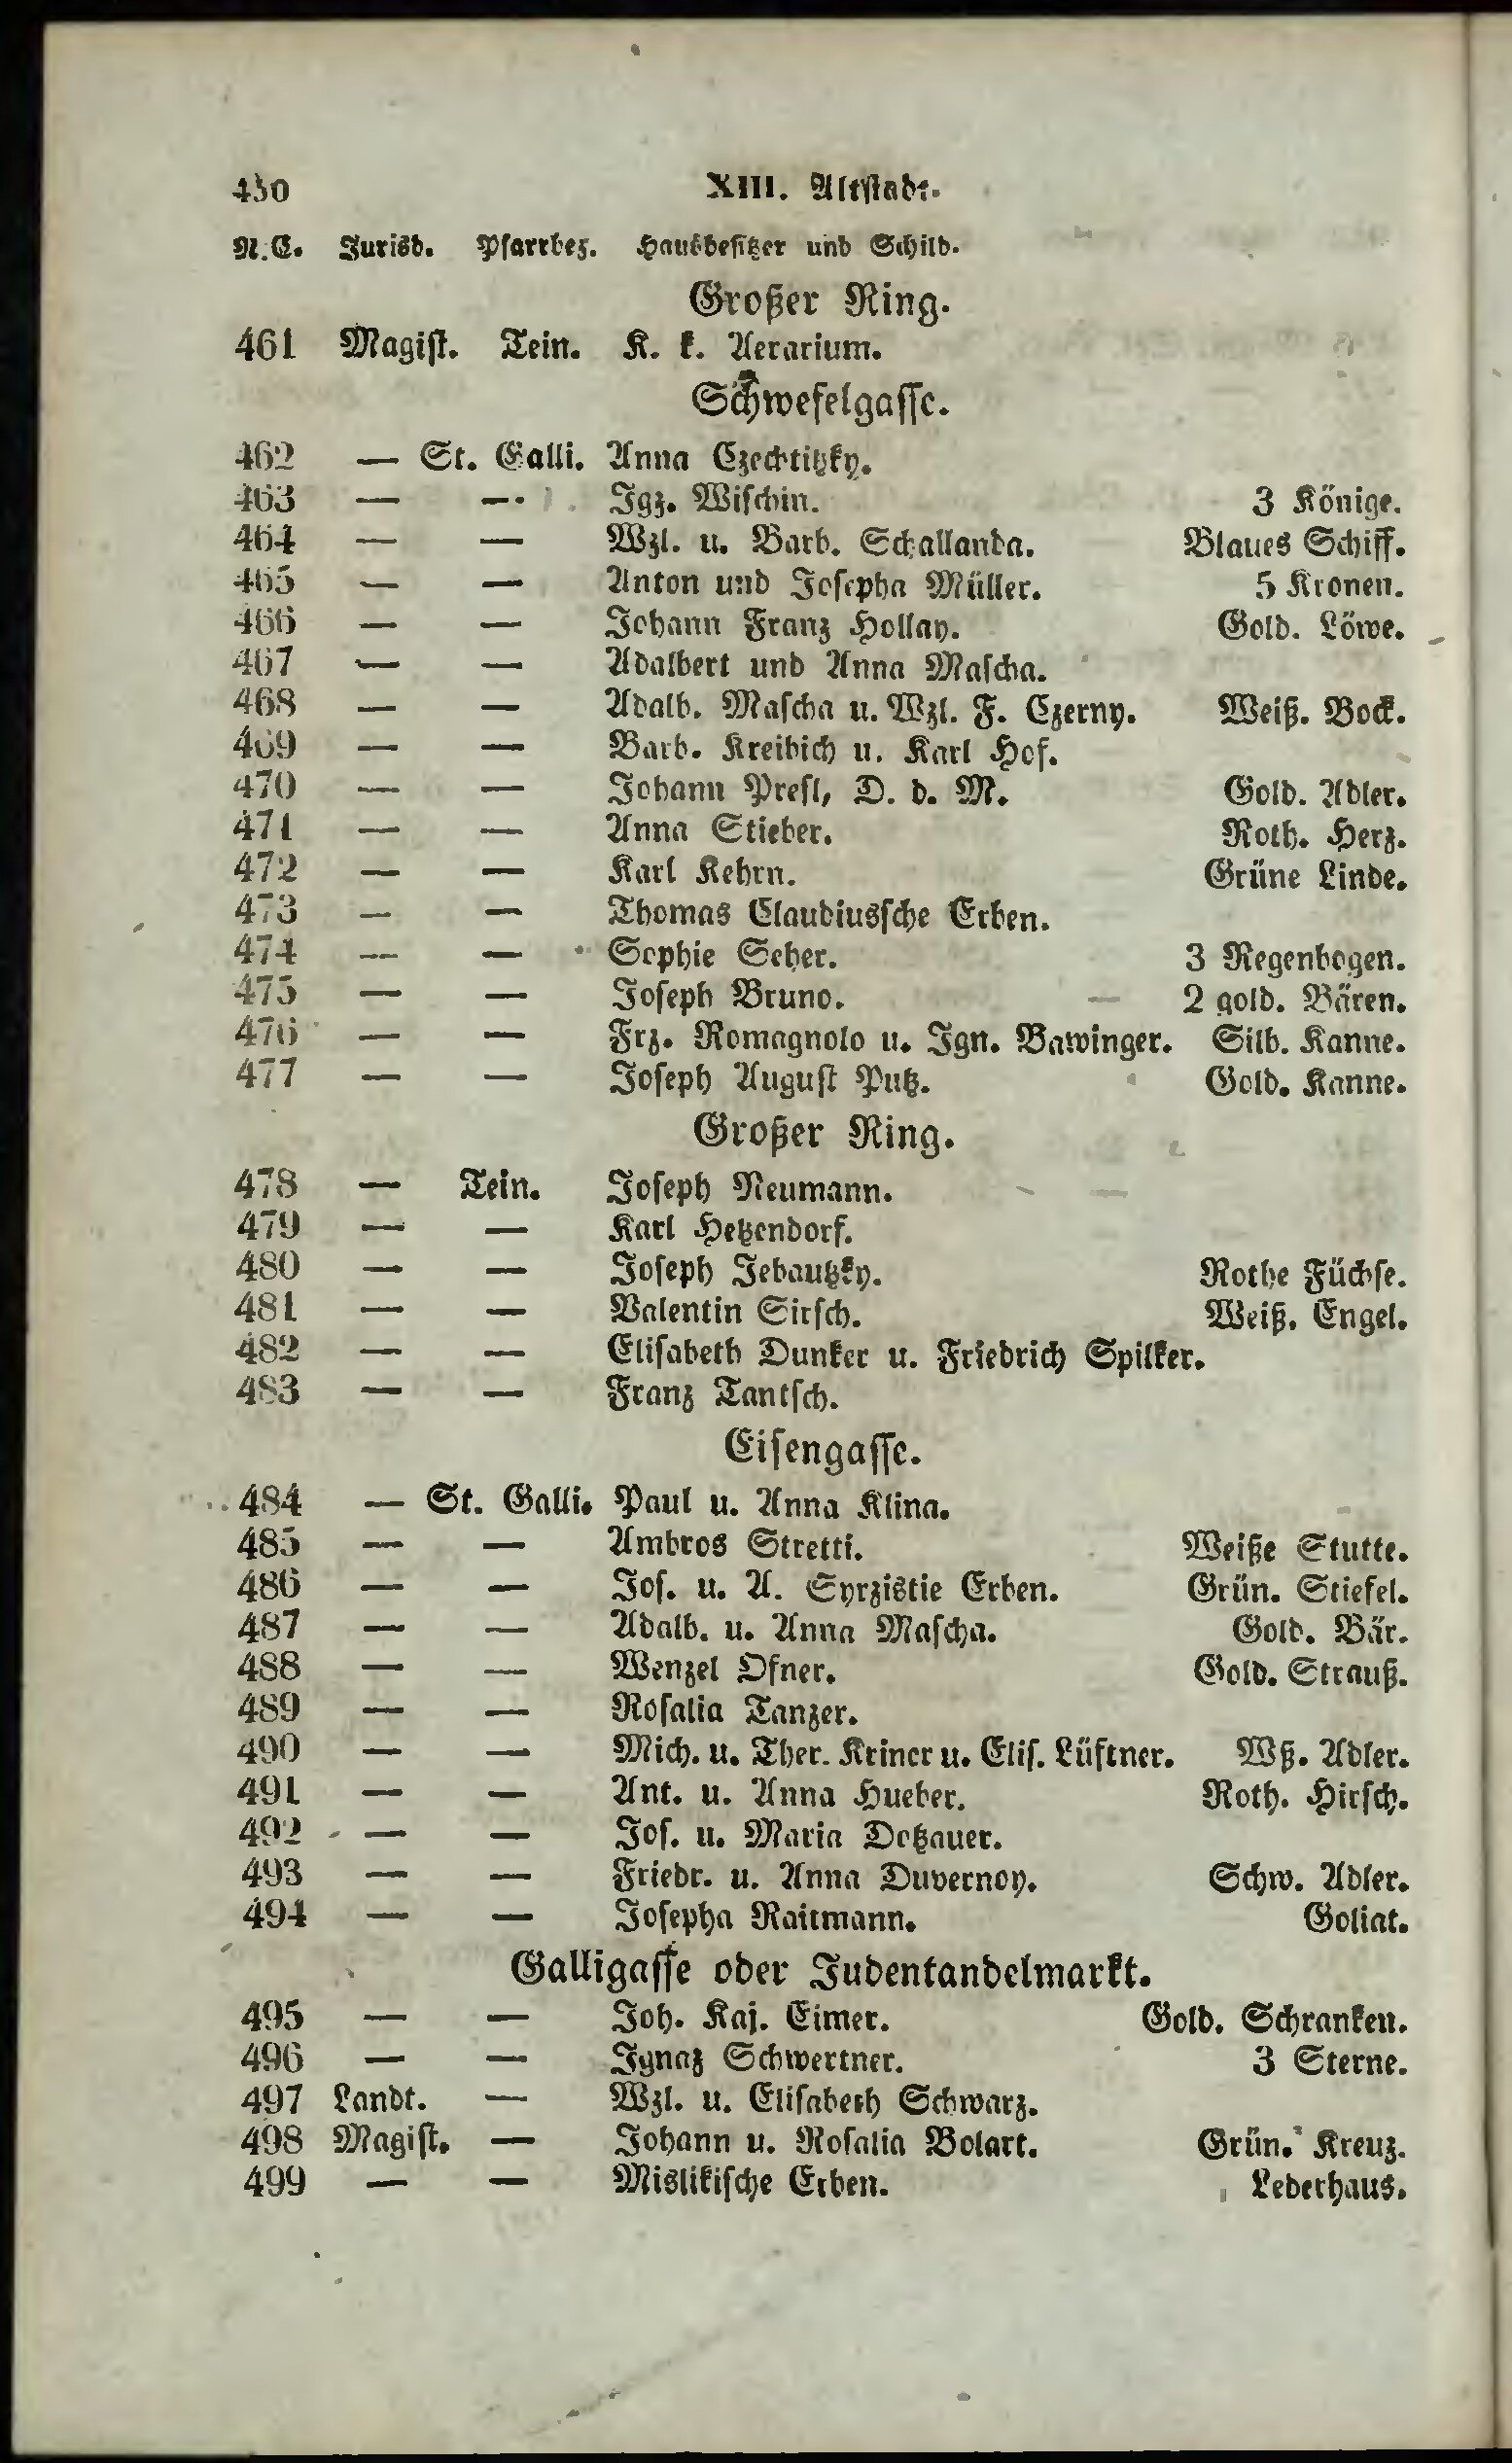 450 XIII. Altstadt.
N. C. Jurisd. Pfarrbez. Hausbesitzer und Schild.
Großer Ring.
461 Magist. Tein. K. k. Aerarium.
Schwefelgasse.
462 — St. Galli. Anna Czechtitzky.
463 — — Igz. Wischin. 3 Könige.
464 — — Wzl. u. Barb. Schallanda. Blaues Schiff.
465 — — Anton und Josepha Müller. 5 Kronen.
466 — — Johann Franz Hollay. Gold. Löwe.
467 — — Adalbert und Anna Mascha.
468 — — Adalb. Mascha u. Wzl. F. Czerny. Weiß. Bock.
469 — — Barb. Kreibich u. Karl Hof.
470 — — Johann Presl, D. d. M. Gold. Adler.
471 — — Anna Stieber. Roth. Herz.
472 — — Karl Kehrn. Grüne Linde.
473 — — Thomas Claudiussche Erben.
474 — — Sophie Seher. 3 Regenbogen.
475 — — Joseph Bruno. 2 gold. Bären.
476 — — Frz. Romagnolo u. Ign. Bawinger. Silb. Kanne.
477 — — Joseph August Putz. Gold. Kanne.
Großer Ring.
478 — Tein. Joseph Neumann.
479 — — Karl Hetzendorf.
480 — — Joseph Jebautzky. Rothe Füchse.
481 — — Valentin Sirsch. Weiß. Engel.
482 — — Elisabeth Dunker u. Friedrich Spilker.
483 — — Franz Tantsch.
Eisengasse.
484 — St. Galli. Paul u. Anna Klina.
485 — — Ambros Stretti. Weiße Stutte.
486 — — Jos. u. A. Syrzistie Erben. Grün. Stiefel.
487 — — Adalb. u. Anna Mascha. Gold. Bär.
488 — — Wenzel Ofner. Gold. Strauß.
489 — — Rosalia Tanzer.
490 — — Mich. u. Ther. Kriner u. Elis. Lüftner. Wß. Adler.
491 — — Ant. u. Anna Hueber. Roth. Hirsch.
492 — — Jos. u. Maria Dotzauer.
493 — — Friedr. u. Anna Duvernoy. Schw. Adler.
494 — — Josepha Raitmann. Goliat.
Galligasse oder Judentandelmarkt.
495 — — Joh. Kaj. Eimer. Gold. Schranken.
496 — — Ignaz Schwertner. 3 Sterne.
497 Landt. — Wzl. u. Elisabeth Schwarz.
498 Magist. — Johann u. Rosalia Bolart. Grün. Kreuz.
499 — — Mislikische Erben. Lederhaus.